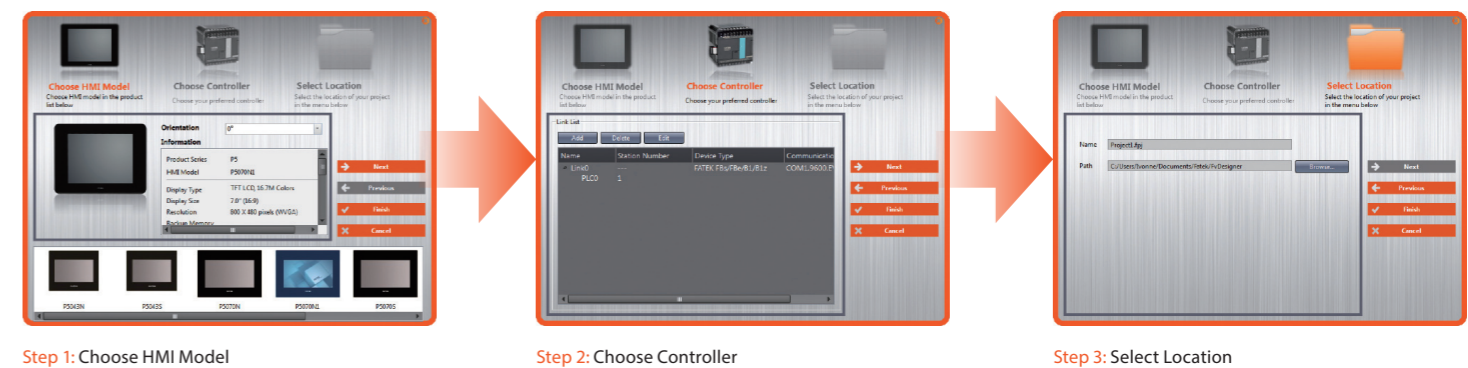 Choose HMI Model
Choose HMI model in the product
list below
Choose Controller
Choose your preferred controller
Select Location
Select the location of your project
in the menu below
Orientation 0°
Information
Product Series P5
HMI Model P5070N1
Display Type TFT LCD, 16.7M Colors
Display Size 7.0" (16:9)
Resolution 800 X 480 pixels (WVGA)
Backup Memory
Next
Previous
Finish
Cancel
P5043N P5043S P5070N P5070N1 P5070S
Step 1: Choose HMI Model
Choose HMI Model
Choose HMI model in the product
list below
Choose Controller
Choose your preferred controller
Select Location
Select the location of your project
in the menu below
Link List
Add Delete Edit
Name Station Number Device Type Communicatio
Link0 ---- FATEK FBs/FBe/B1/B1z COM1,9600,E
PLC0 1
Next
Previous
Finish
Cancel
Step 2: Choose Controller
Choose HMI Model
Choose HMI model in the product
list below
Choose Controller
Choose your preferred controller
Select Location
Select the location of your project
in the menu below
Name Project1.fpj
Path C:/Users/Ivonne/Documents/Fatek/FvDesigner Browse...
Next
Previous
Finish
Cancel
Step 3: Select Location